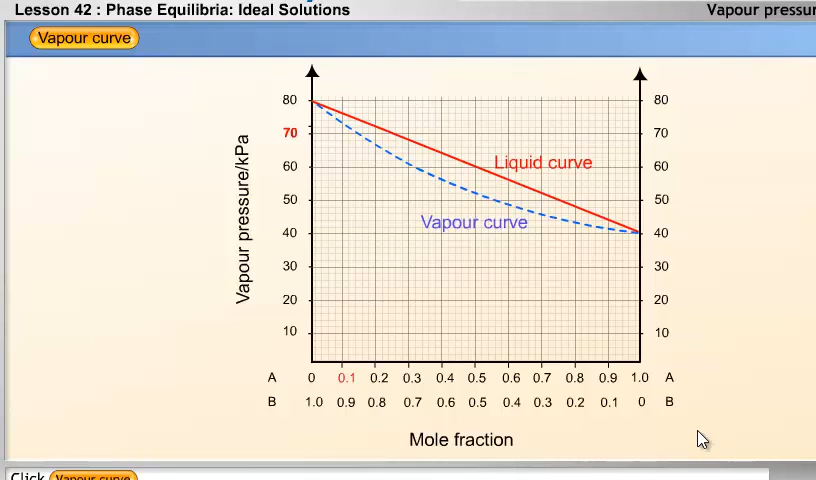 Lesson 42 : Phase Equilibria: Ideal Solutions
Vapour pressur
Vapour curve
80 80
70 70
60 60
50 50
40 40
30 30
20 20
10 10
Vapour pressure/kPa
Liquid curve
Vapour curve
A 0 0.1 0.2 0.3 0.4 0.5 0.6 0.7 0.8 0.9 1.0 A
B 1.0 0.9 0.8 0.7 0.6 0.5 0.4 0.3 0.2 0.1 0 B
Mole fraction
Click Vapour curve